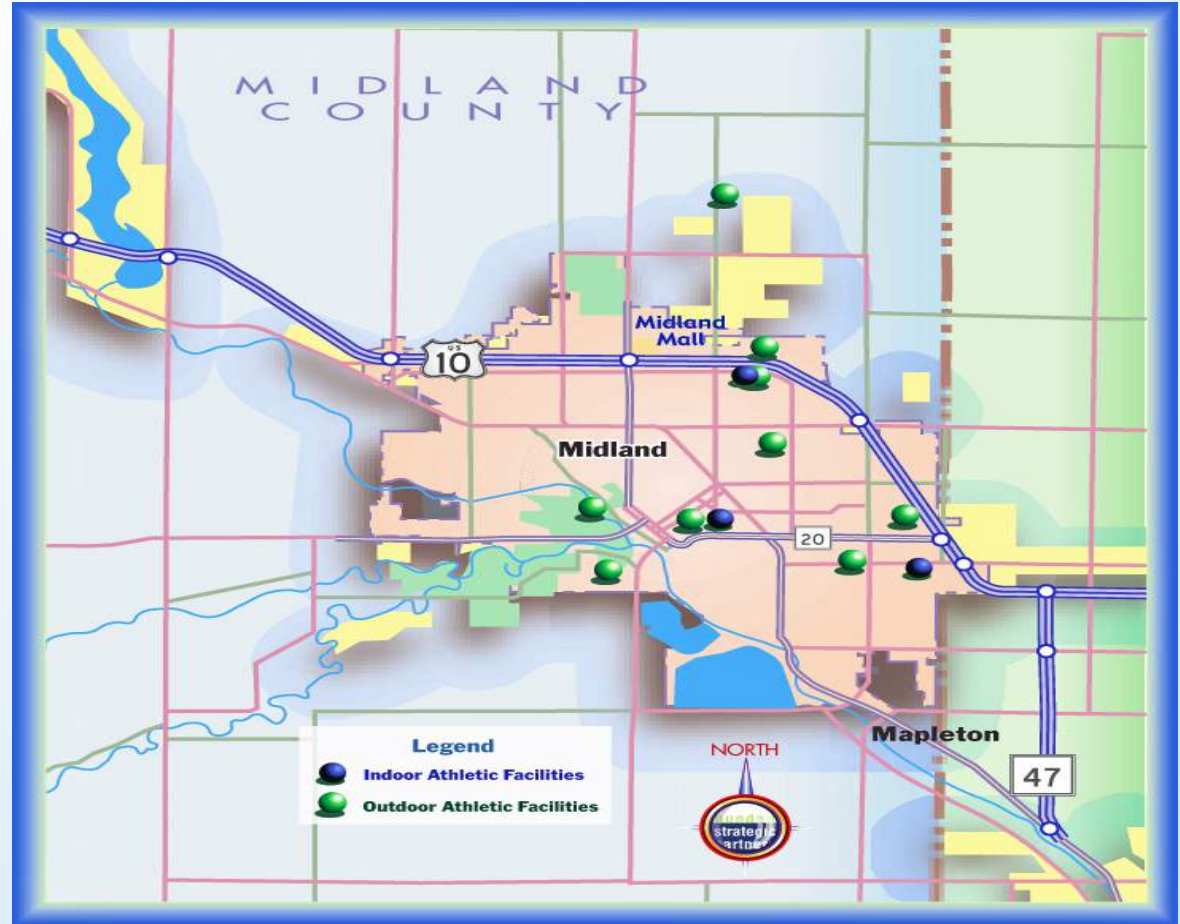 MIDLAND
COUNTY
Midland
Mall
US
10
Midland
20
Mapleton
47
Legend
Indoor Athletic Facilities
Outdoor Athletic Facilities
NORTH
strategic